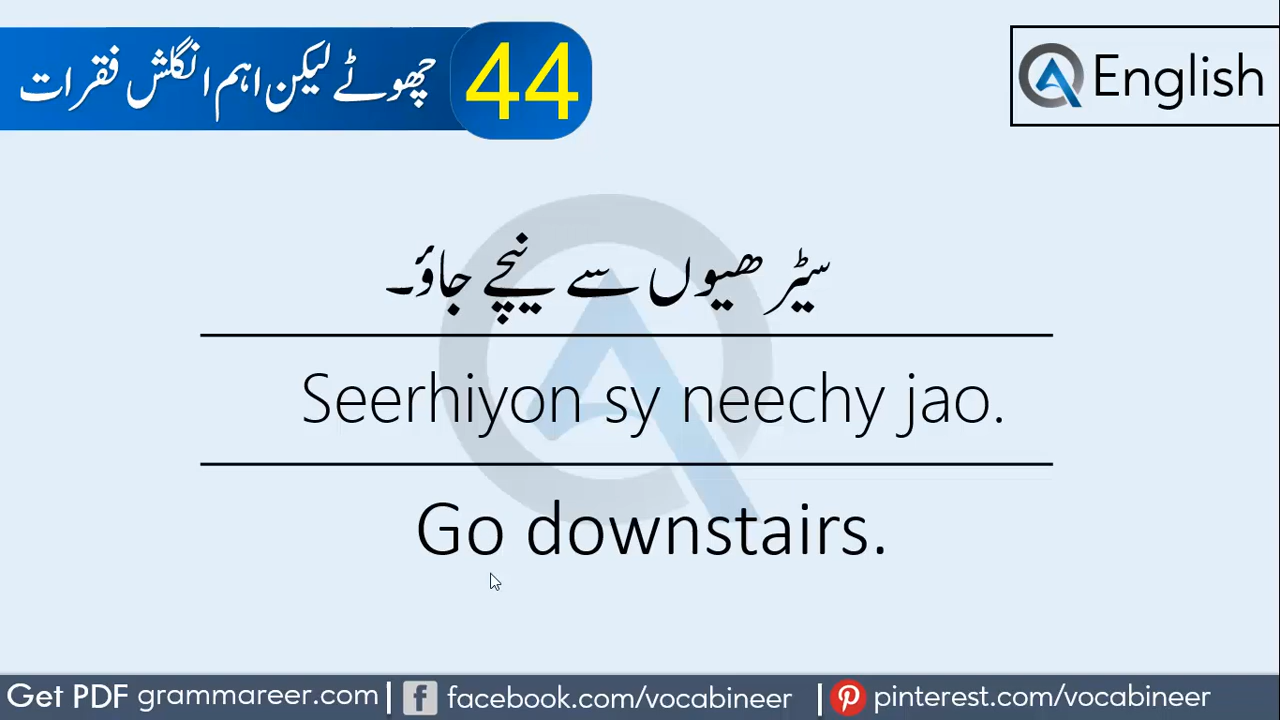 44 چھوٹے لیکن اہم انگلش فقرات
English
سیڑھیوں سے نیچے جاؤ۔
Seerhiyon sy neechy jao.
Go downstairs.
Get PDF grammareer.com | facebook.com/vocabineer | pinterest.com/vocabineer